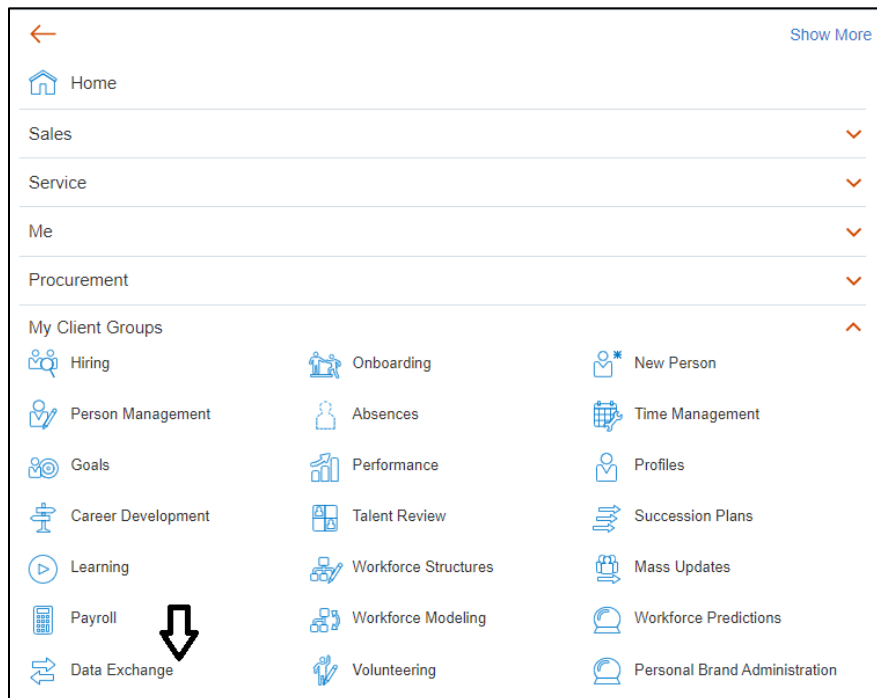 Show More
Home
Sales
Service
Me
Procurement
My Client Groups
Hiring Onboarding New Person
Person Management Absences Time Management
Goals Performance Profiles
Career Development Talent Review Succession Plans
Learning Workforce Structures Mass Updates
Payroll Workforce Modeling Workforce Predictions
Data Exchange Volunteering Personal Brand Administration